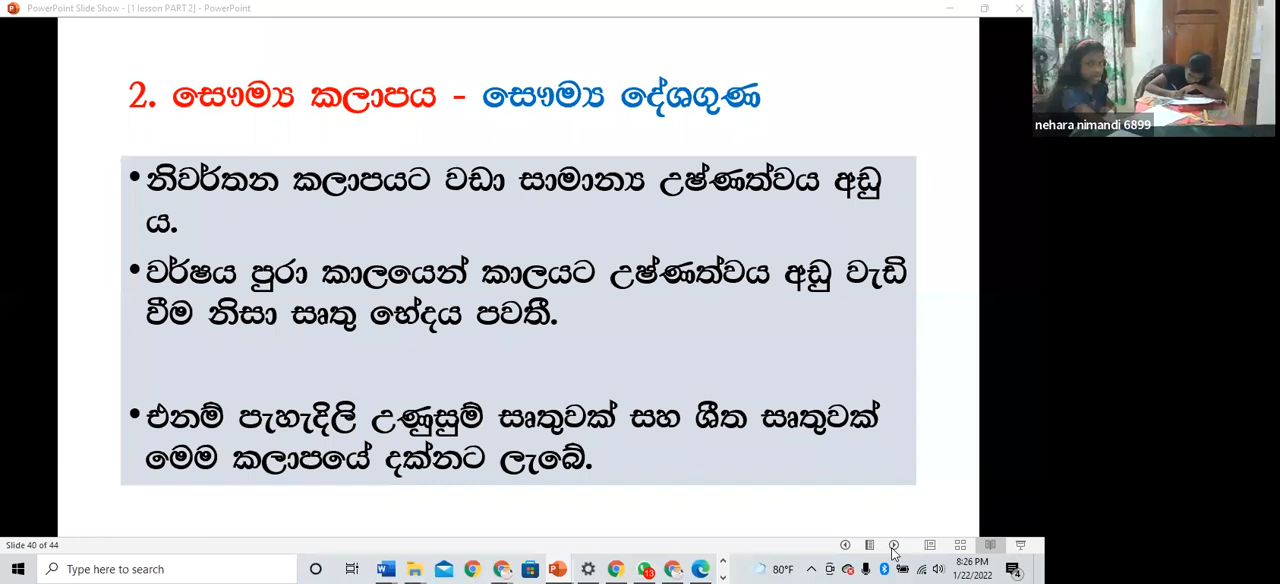 PowerPoint Slide Show - [1 lesson PART 2] - PowerPoint
2. සෞම්‍ය කලාපය - සෞම්‍ය දේශගුණ
nehara nimandi 6899
• නිවර්තන කලාපයට වඩා සාමාන්‍ය උෂ්ණත්වය අඩු
ය.
• වර්ෂය පුරා කාලයෙන් කාලයට උෂ්ණත්වය අඩු වැඩි
වීම නිසා සෘතු භේදය පවතී.
• එනම් පැහැදිලි උණුසුම් සෘතුවක් සහ ශීත සෘතුවක්
මෙම කලාපයේ දක්නට ලැබේ.
Slide 40 of 44
Type here to search
13
80°F
8:26 PM
1/22/2022
4